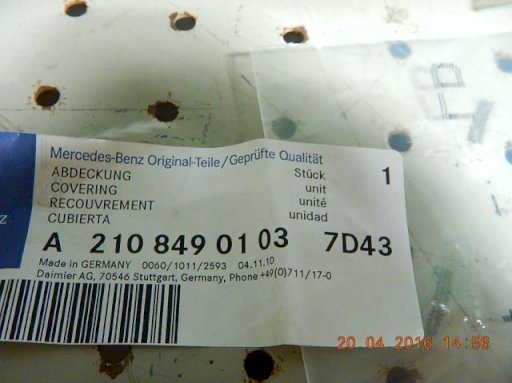 Mercedes-Benz Original-Teile/Geprüfte Qualität
ABDECKUNG Stück 1
COVERING unit
RECOUVREMENT unité
CUBIERTA unidad
z
A 210 849 01 03 7D43
Made in GERMANY 0060/1011/2593 04.11.10
Daimler AG, 70546 Stuttgart, Germany, Phone +49(0)711/17-0
20 04 2016 14:58